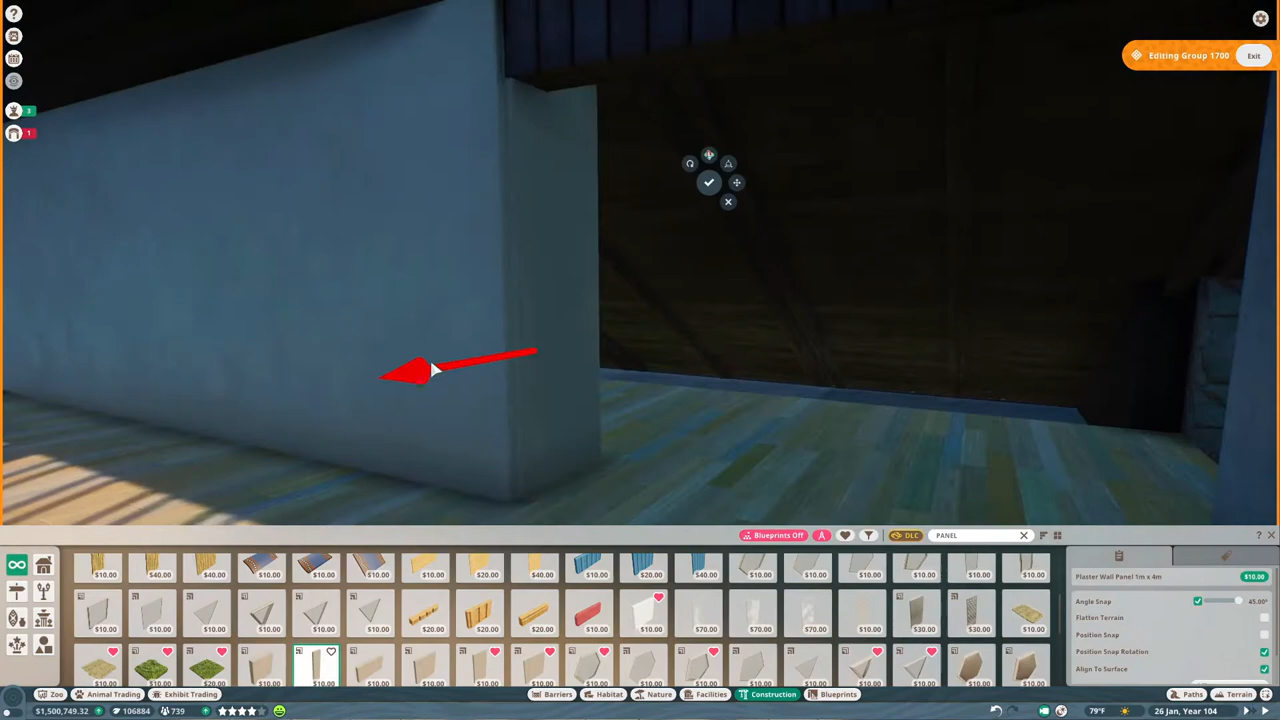 Editing Group 1700 Exit
3
1
Blueprints Off DLC PANEL
$10.00 $40.00 $40.00 $10.00 $10.00 $10.00 $10.00 $20.00 $40.00 $10.00 $20.00 $40.00 $10.00 $10.00 $10.00 $10.00 $10.00 $10.00
Plaster Wall Panel 1m x 4m $10.00
Angle Snap 45.00°
Flatten Terrain
Position Snap
Position Snap Rotation
Align To Surface
$10.00 $10.00 $10.00 $10.00 $10.00 $10.00 $20.00 $20.00 $20.00 $10.00 $10.00 $70.00 $70.00 $70.00 $10.00 $30.00 $30.00 $10.00
Zoo Animal Trading Exhibit Trading Barriers Habitat Nature Facilities Construction Blueprints Paths Terrain
$1,500,749.32 106884 739 79°F 26 Jan, Year 104